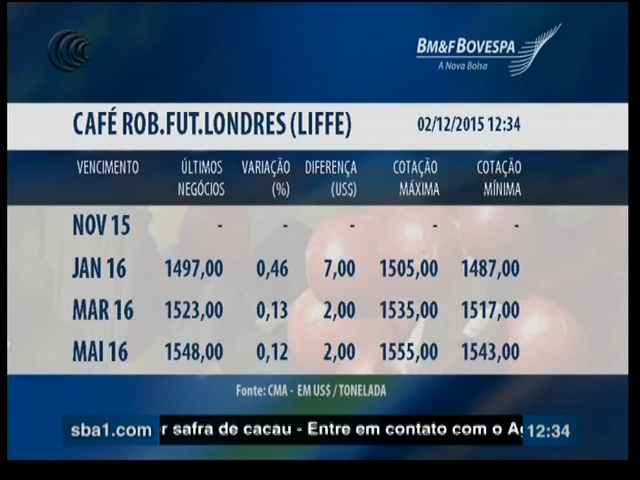 BM&FBOVESPA
A Nova Bolsa
CAFÉ ROB.FUT.LONDRES (LIFFE) 02/12/2015 12:34
VENCIMENTO ÚLTIMOS NEGÓCIOS VARIAÇÃO (%) DIFERENÇA (US$) COTAÇÃO MÁXIMA COTAÇÃO MÍNIMA
NOV 15 - - - - -
JAN 16 1497,00 0,46 7,00 1505,00 1487,00
MAR 16 1523,00 0,13 2,00 1535,00 1517,00
MAI 16 1548,00 0,12 2,00 1555,00 1543,00
Fonte: CMA - EM US$ / TONELADA
sba1.com r safra de cacau - Entre em contato com o Ag 12:34